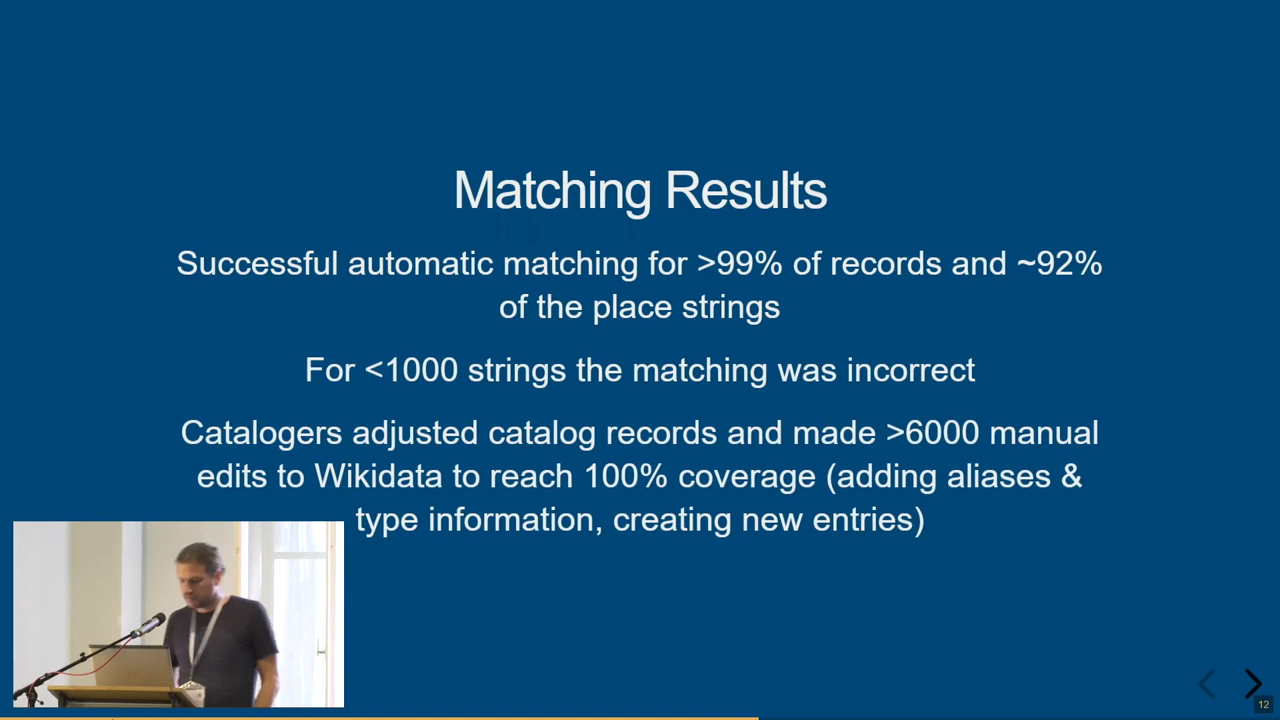 Matching Results
Successful automatic matching for >99% of records and ~92%
of the place strings
For <1000 strings the matching was incorrect
Catalogers adjusted catalog records and made >6000 manual
edits to Wikidata to reach 100% coverage (adding aliases &
type information, creating new entries)
12